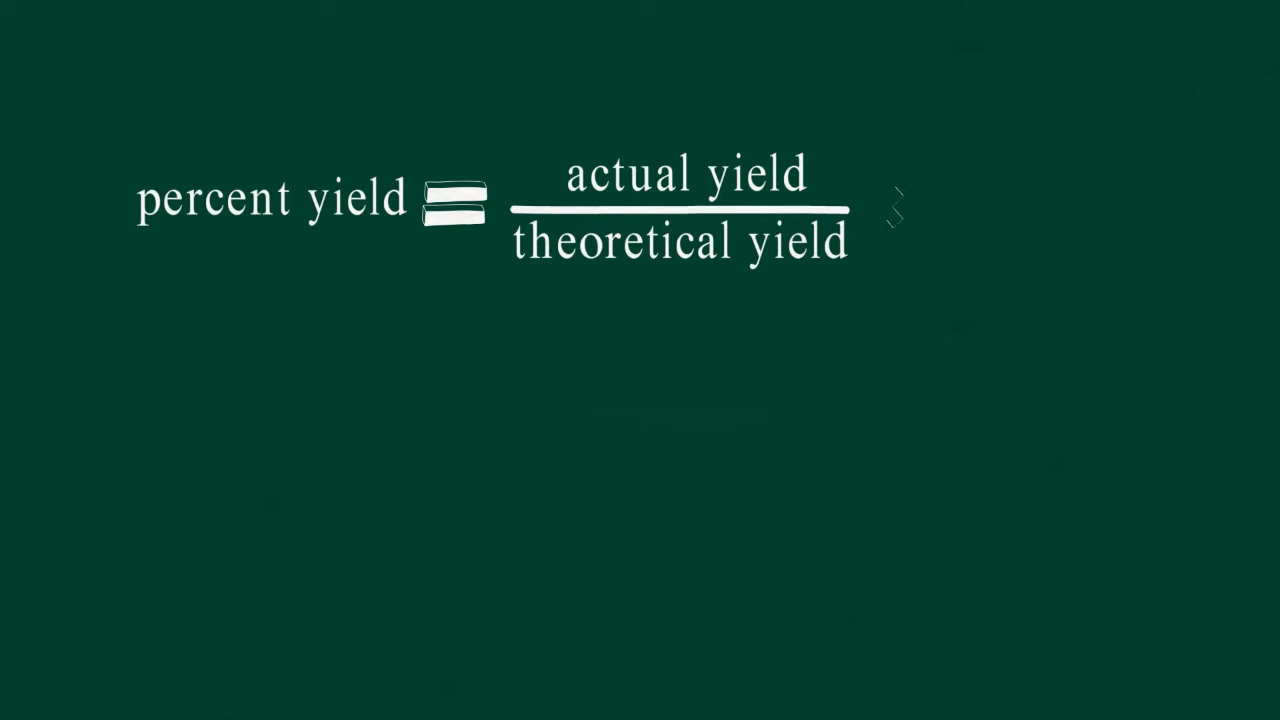 percent yield = actual yield
theoretical yield